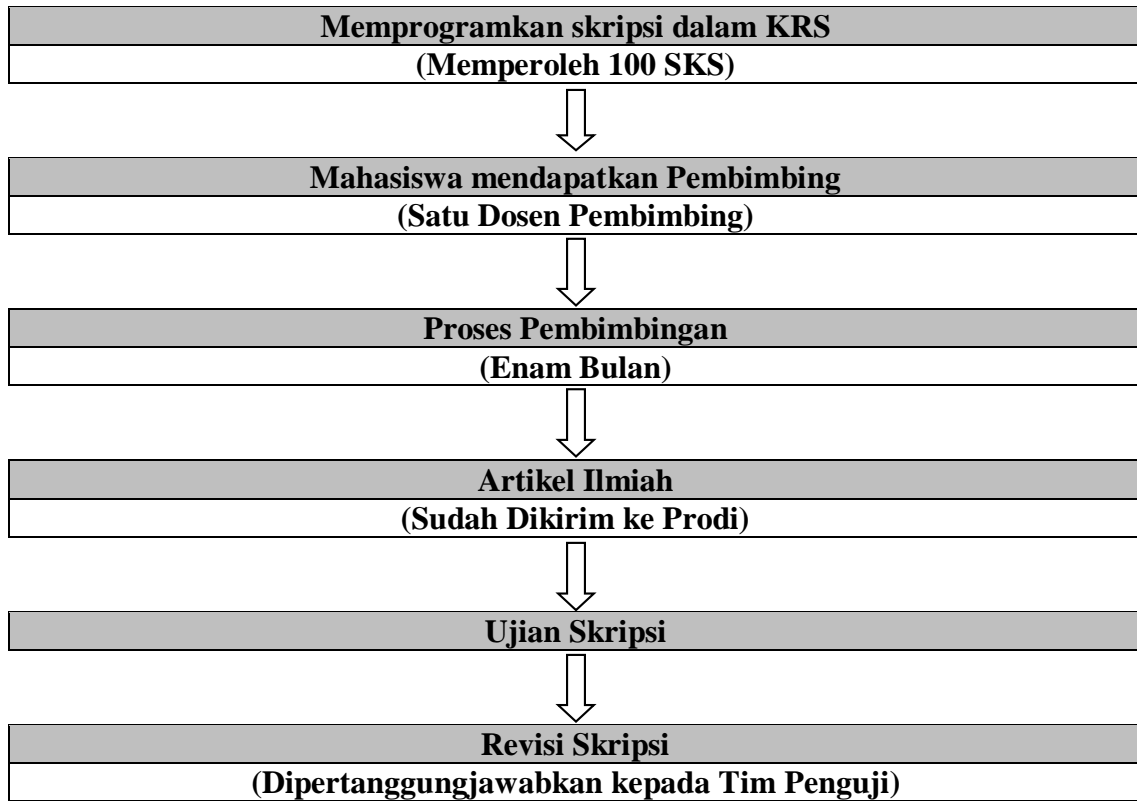 Memprogramkan skripsi dalam KRS
(Memperoleh 100 SKS)
Mahasiswa mendapatkan Pembimbing
(Satu Dosen Pembimbing)
Proses Pembimbingan
(Enam Bulan)
Artikel Ilmiah
(Sudah Dikirim ke Prodi)
Ujian Skripsi
Revisi Skripsi
(Dipertanggungjawabkan kepada Tim Penguji)